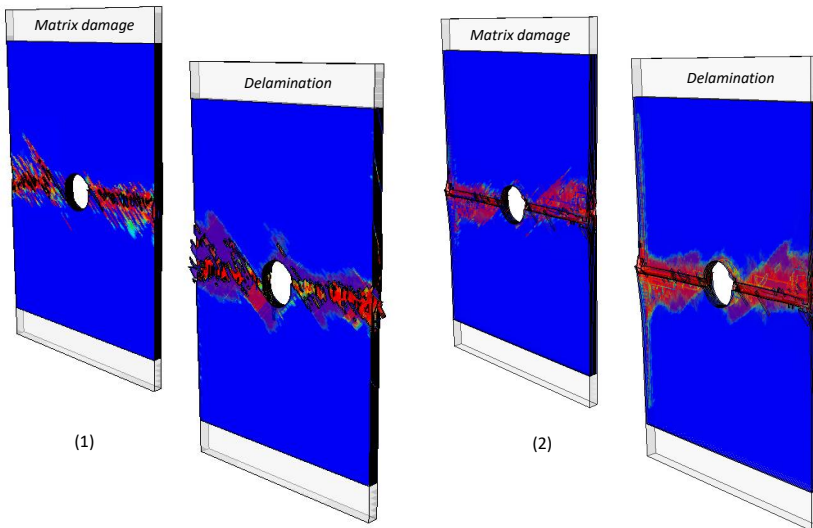 Matrix damage
Delamination
Matrix damage
Delamination
(1)
(2)